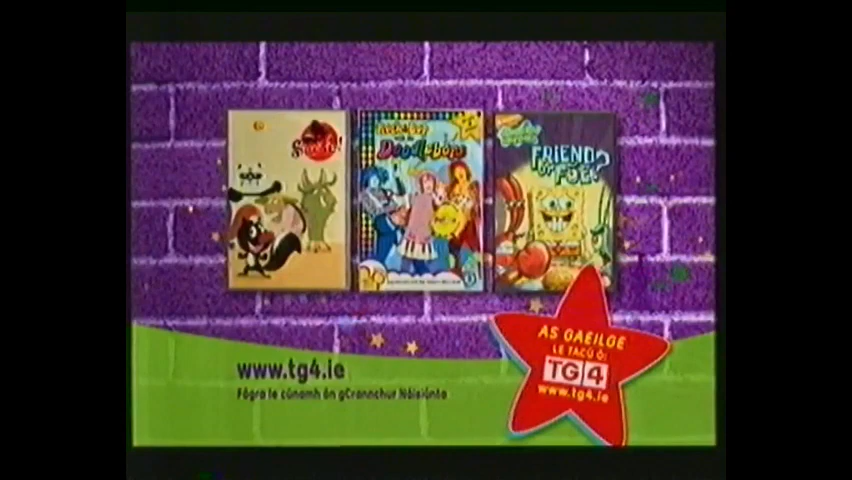 Doodlebops
FRIEND
OR
FOE?
AS GAEILGE
LE TACÚ Ó:
TG4
www.tg4.ie
www.tg4.ie
Fógra le cúnamh ón gCrannchur Náisiúnta